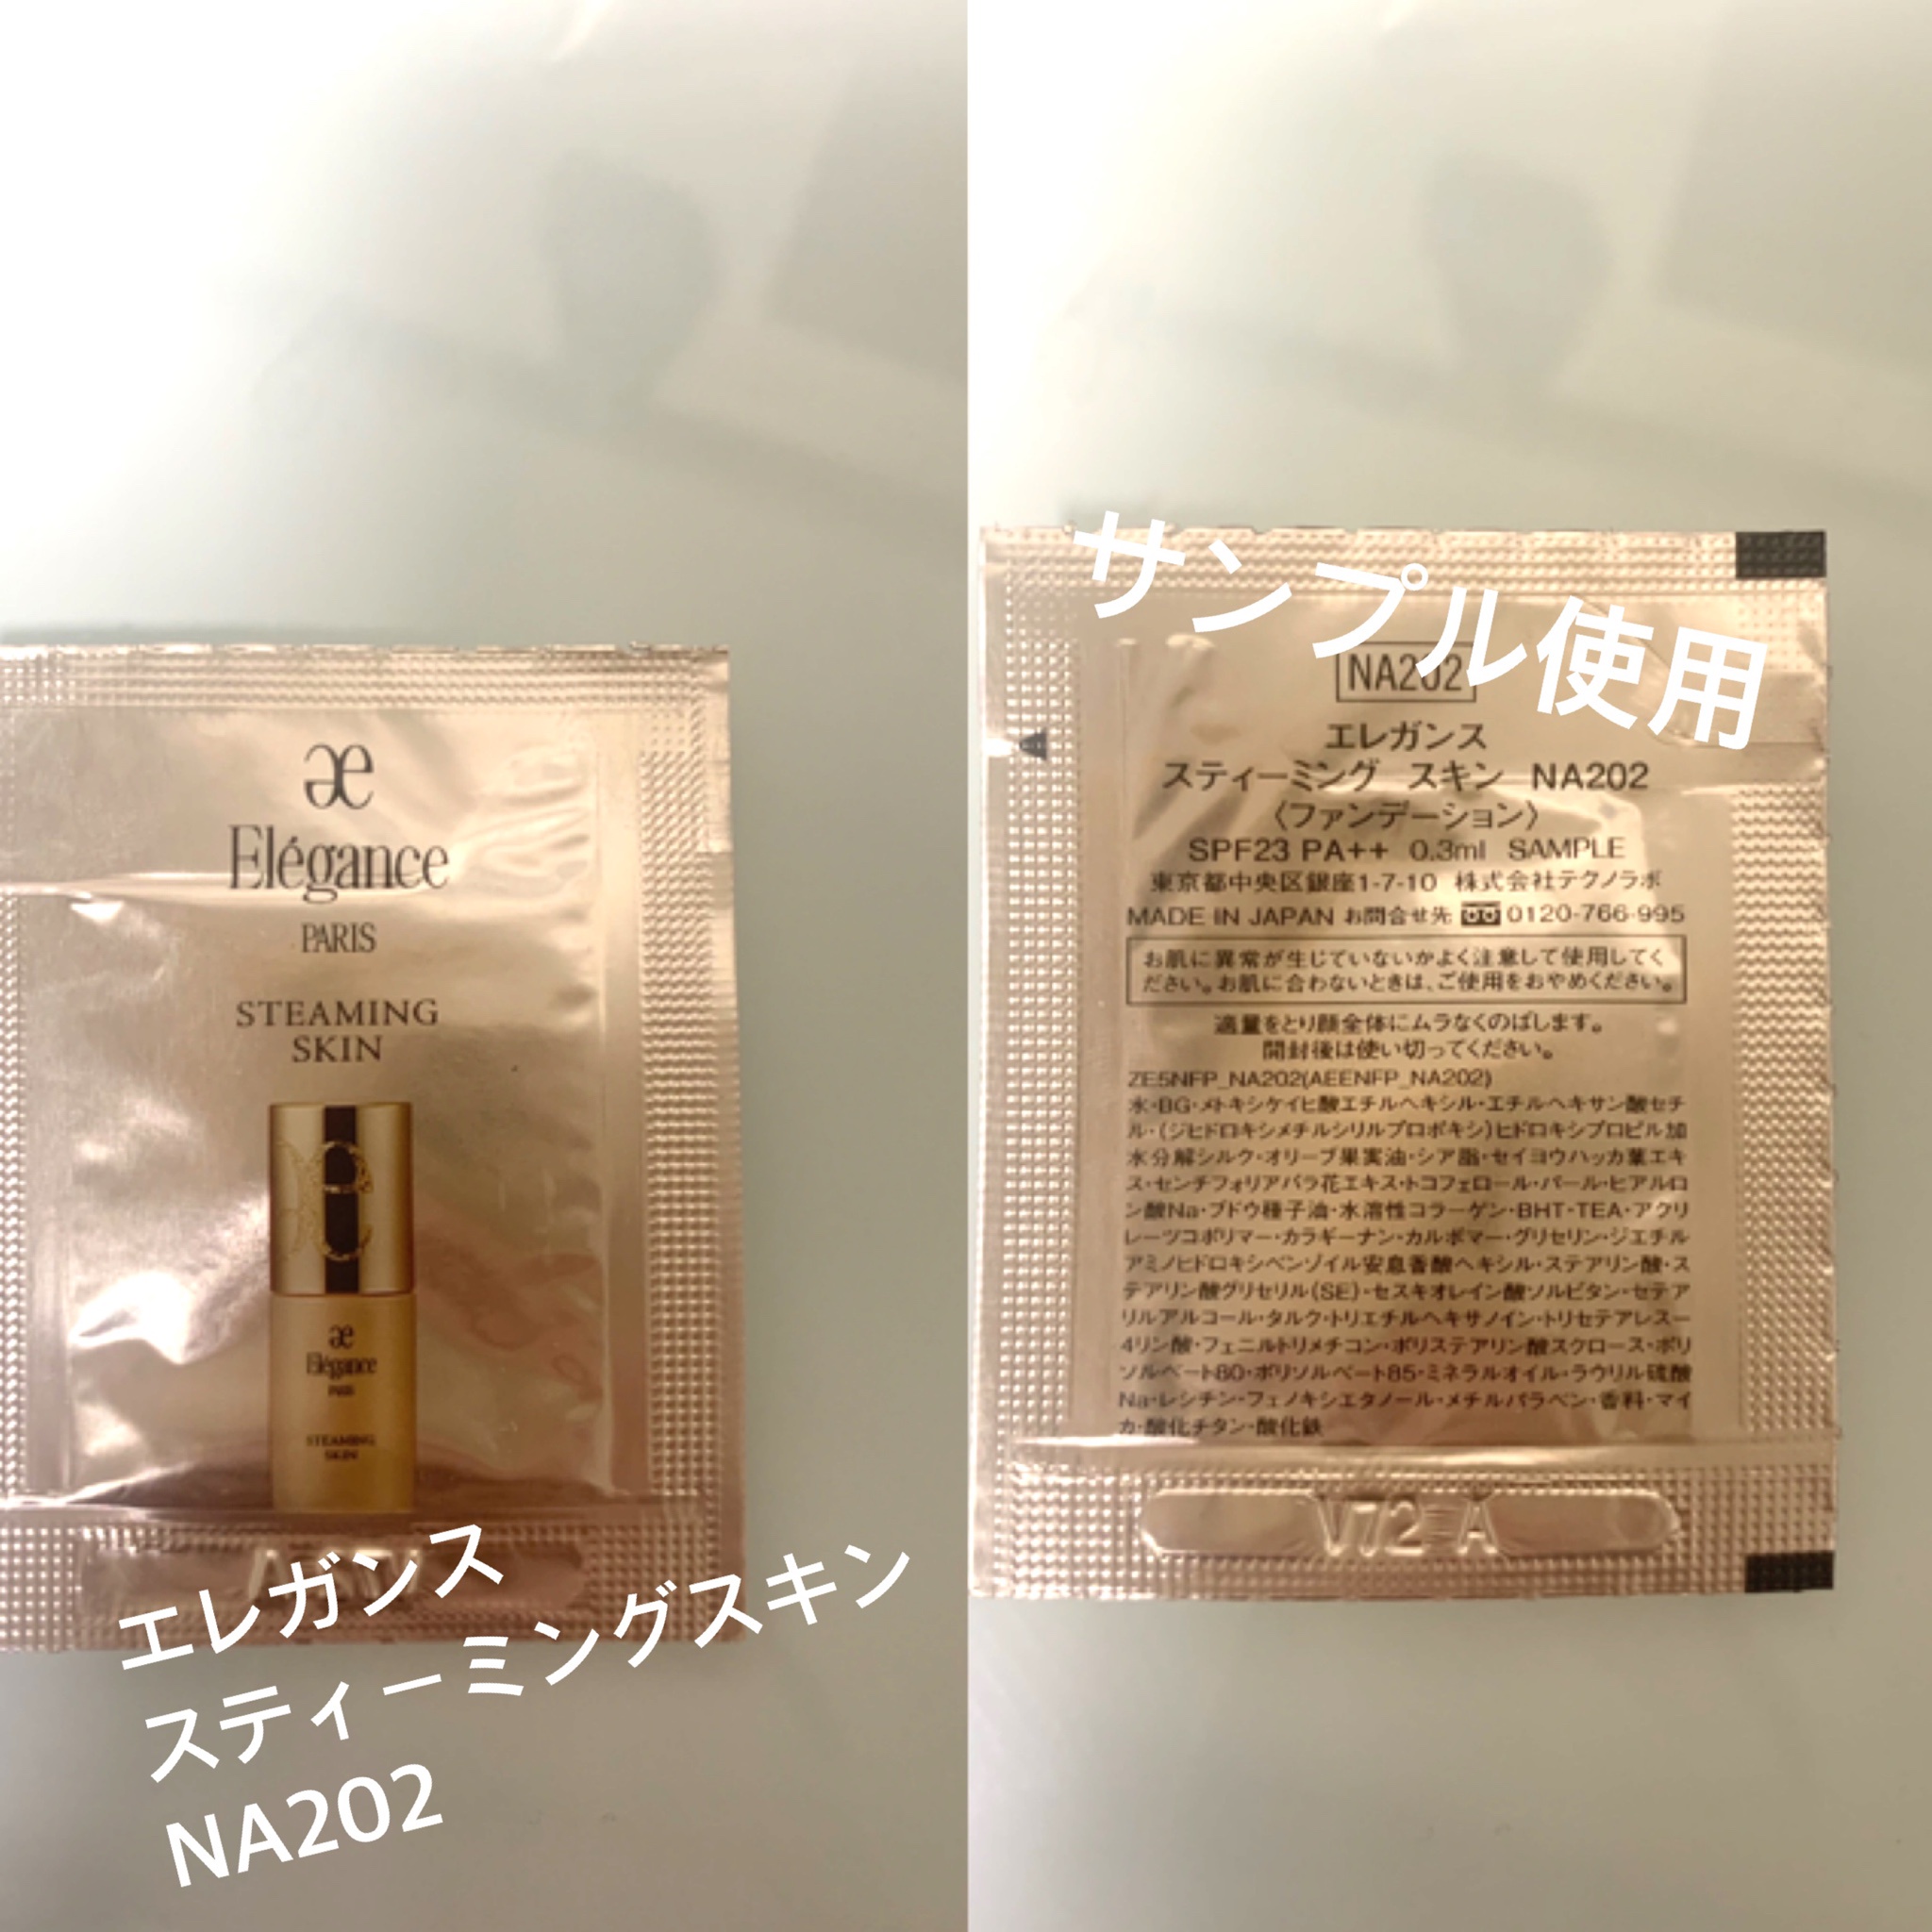 æ
Elégance
PARIS
STEAMING
SKIN
æ
Elégance
PARIS
STEAMING
SKIN
エレガンス
スティーミングスキン
NA202
サンプル使用
NA202
エレガンス
スティーミング スキン NA202
〈ファンデーション〉
SPF23 PA++ 0.3ml SAMPLE
東京都中央区銀座1-7-10 株式会社テクノラボ
MADE IN JAPAN お問合せ先 0120-766-995
お肌に異常が生じていないかよく注意して使用してく
ださい。お肌に合わないときは、ご使用をおやめください。
適量をとり顔全体にムラなくのばします。
開封後は使い切ってください。
ZE5NFP_NA202(AEENFP_NA202)
水・BG・メトキシケイヒ酸エチルヘキシル・エチルヘキサン酸セチ
ル・(ジヒドロキシメチルシリルプロポキシ)ヒドロキシプロピル加
水分解シルク・オリーブ果実油・シア脂・セイヨウハッカ葉エキ
ス・センチフォリアバラ花エキス・トコフェロール・パール・ヒアルロ
ン酸Na・ブドウ種子油・水溶性コラーゲン・BHT・TEA・アクリ
レーツコポリマー・カラギーナン・カルボマー・グリセリン・ジエチル
アミノヒドロキシベンゾイル安息香酸ヘキシル・ステアリン酸・ス
テアリン酸グリセリル(SE)・セスキオレイン酸ソルビタン・セテア
リルアルコール・タルク・トリエチルヘキサノイン・トリセテアレスー
4リン酸・フェニルトリメチコン・ポリステアリン酸スクロース・ポリ
ソルベート80・ポリソルベート85・ミネラルオイル・ラウリル硫酸
Na・レシチン・フェノキシエタノール・メチルパラベン・香料・マイ
カ・酸化チタン・酸化鉄
V72 A